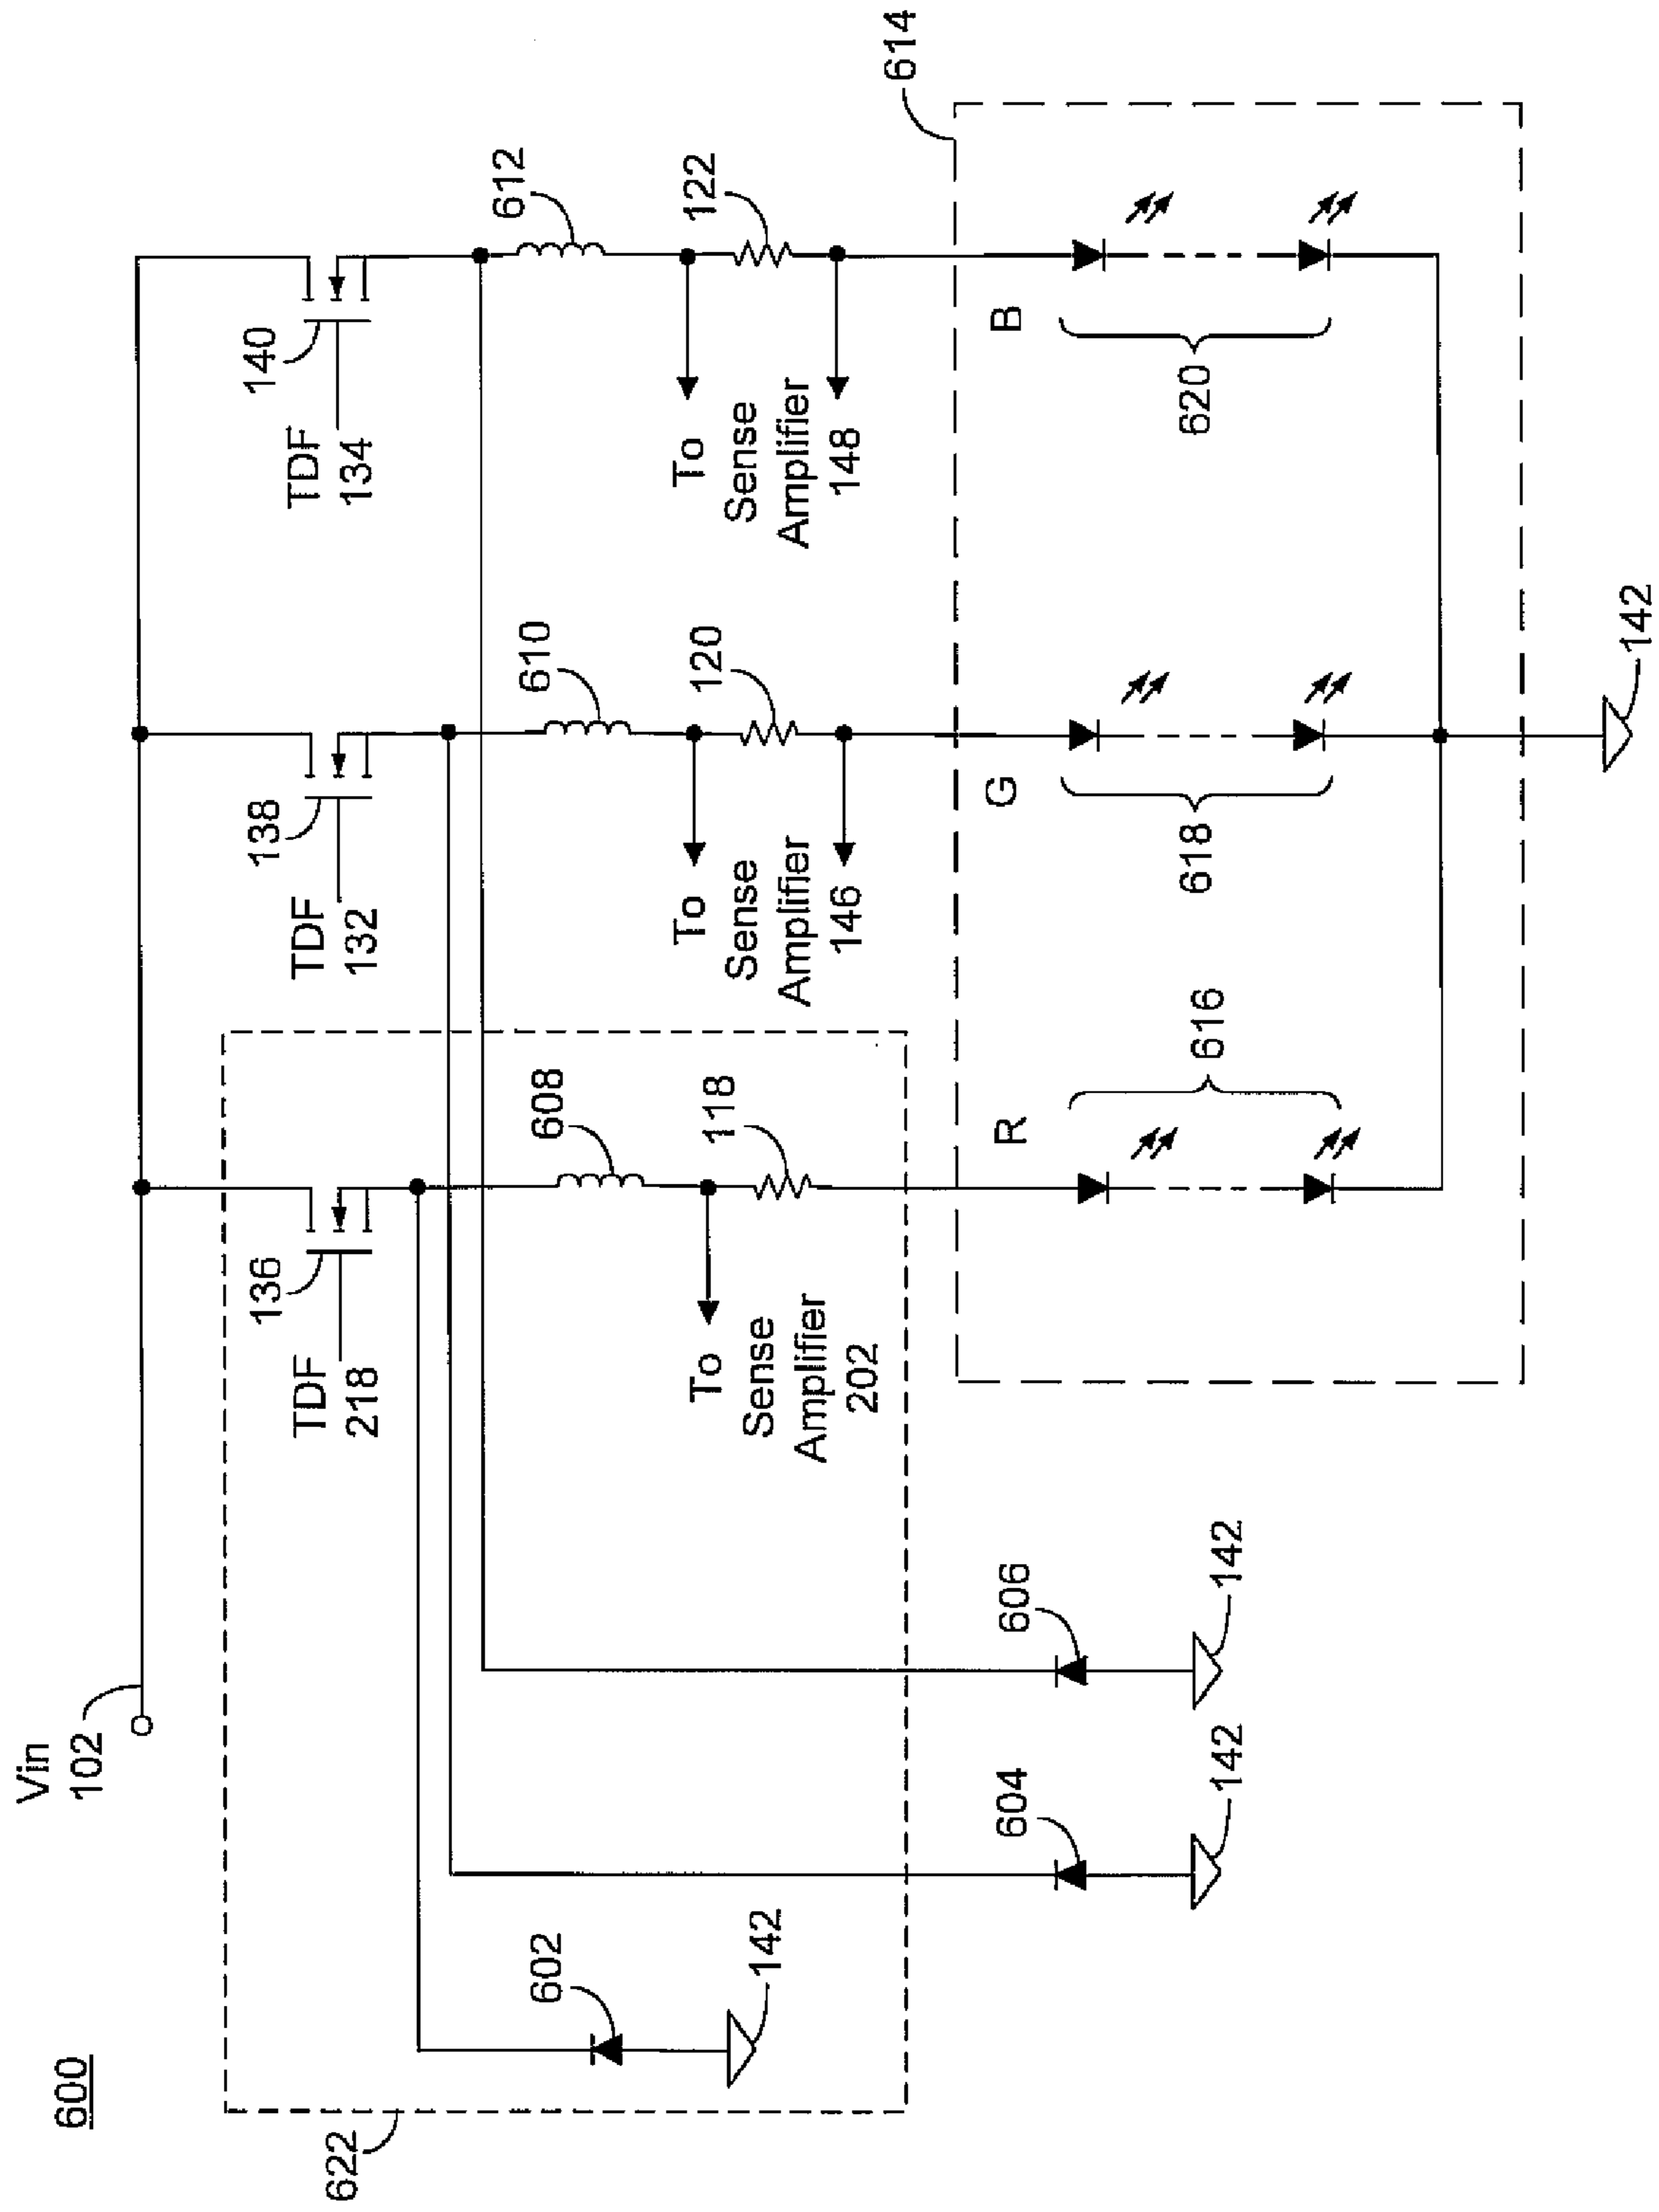 600
Vin
102
622
TDF
218
136
TDF
132
138
TDF
134
140
602
142
604
142
606
142
608
118
To
Sense
Amplifier
202
610
120
To
Sense
Amplifier
146
612
122
To
Sense
Amplifier
148
614
R
616
G
618
B
620
142